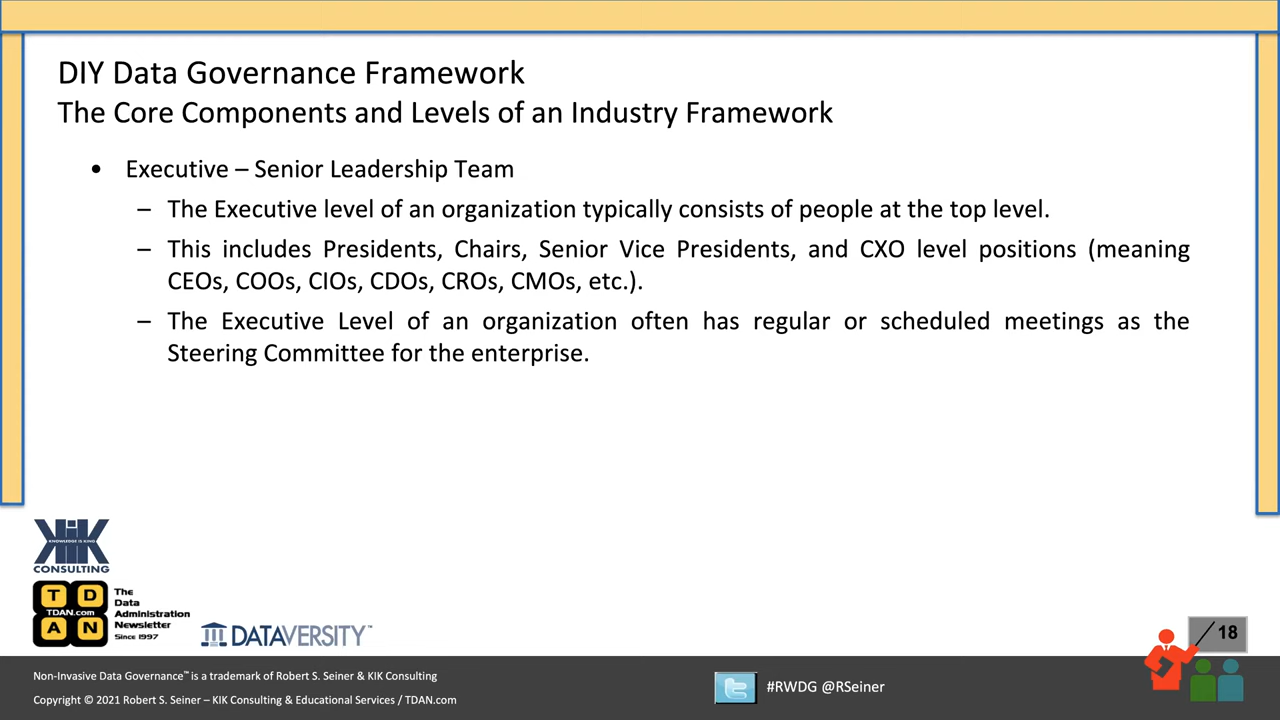 DIY Data Governance Framework
The Core Components and Levels of an Industry Framework
• Executive – Senior Leadership Team
– The Executive level of an organization typically consists of people at the top level.
– This includes Presidents, Chairs, Senior Vice Presidents, and CXO level positions (meaning
CEOs, COOs, CIOs, CDOs, CROs, CMOs, etc.).
– The Executive Level of an organization often has regular or scheduled meetings as the
Steering Committee for the enterprise.
KIK
KNOWLEDGE IS KING
CONSULTING
T D
TDAN.com
A N
The
Data
Administration
Newsletter
Since 1997
DATAVERSITY™
18
Non-Invasive Data Governance™ is a trademark of Robert S. Seiner & KIK Consulting
Copyright © 2021 Robert S. Seiner – KIK Consulting & Educational Services / TDAN.com
#RWDG @RSeiner